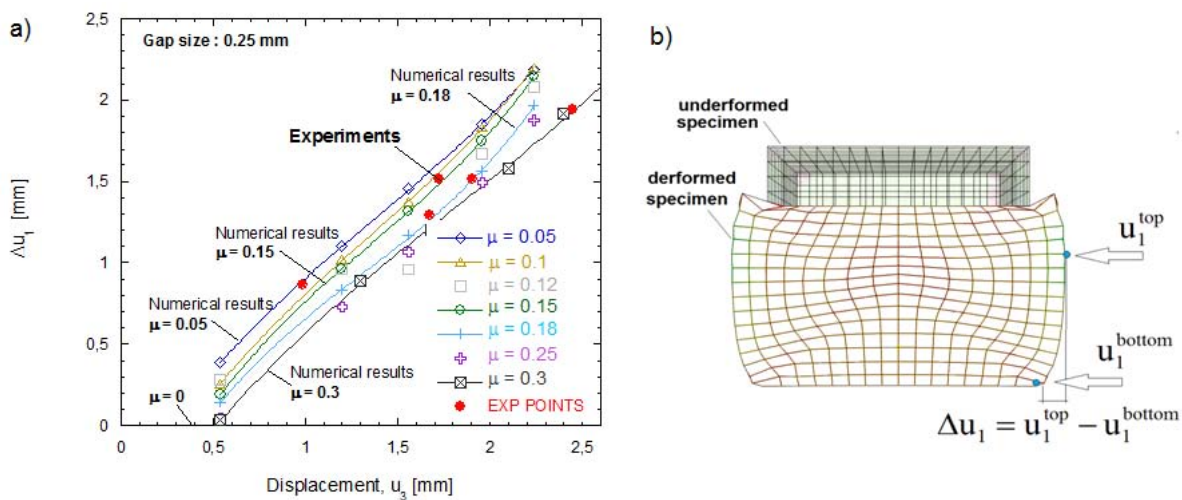 a)
Gap size : 0.25 mm
2,5
2
1,5
1
0,5
0
Δu₁ [mm]
Numerical results
μ = 0.18
Experiments
Numerical results
μ = 0.15
Numerical results
μ = 0.05
μ = 0
Numerical results
μ = 0.3
μ = 0.05
μ = 0.1
μ = 0.12
μ = 0.15
μ = 0.18
μ = 0.25
μ = 0.3
EXP POINTS
0 0,5 1 1,5 2 2,5
Displacement, u₃ [mm]
b)
underformed
specimen
derformed
specimen
u₁ᵗᵒᵖ
u₁ᵇᵒᵗᵗᵒᵐ
Δu₁ = u₁ᵗᵒᵖ − u₁ᵇᵒᵗᵗᵒᵐ